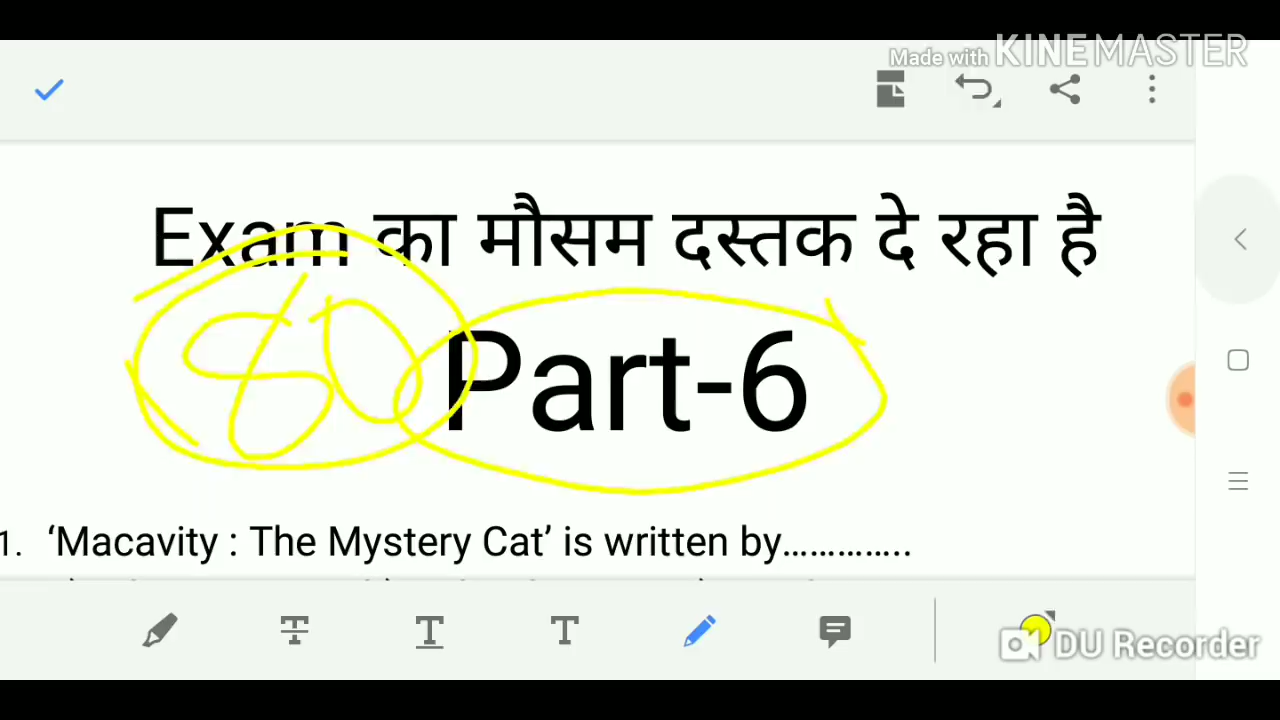 Made with KINEMASTER
Exam का मौसम दस्तक दे रहा है
80
Part-6
1. ‘Macavity : The Mystery Cat’ is written by…………..
T T T
DU Recorder